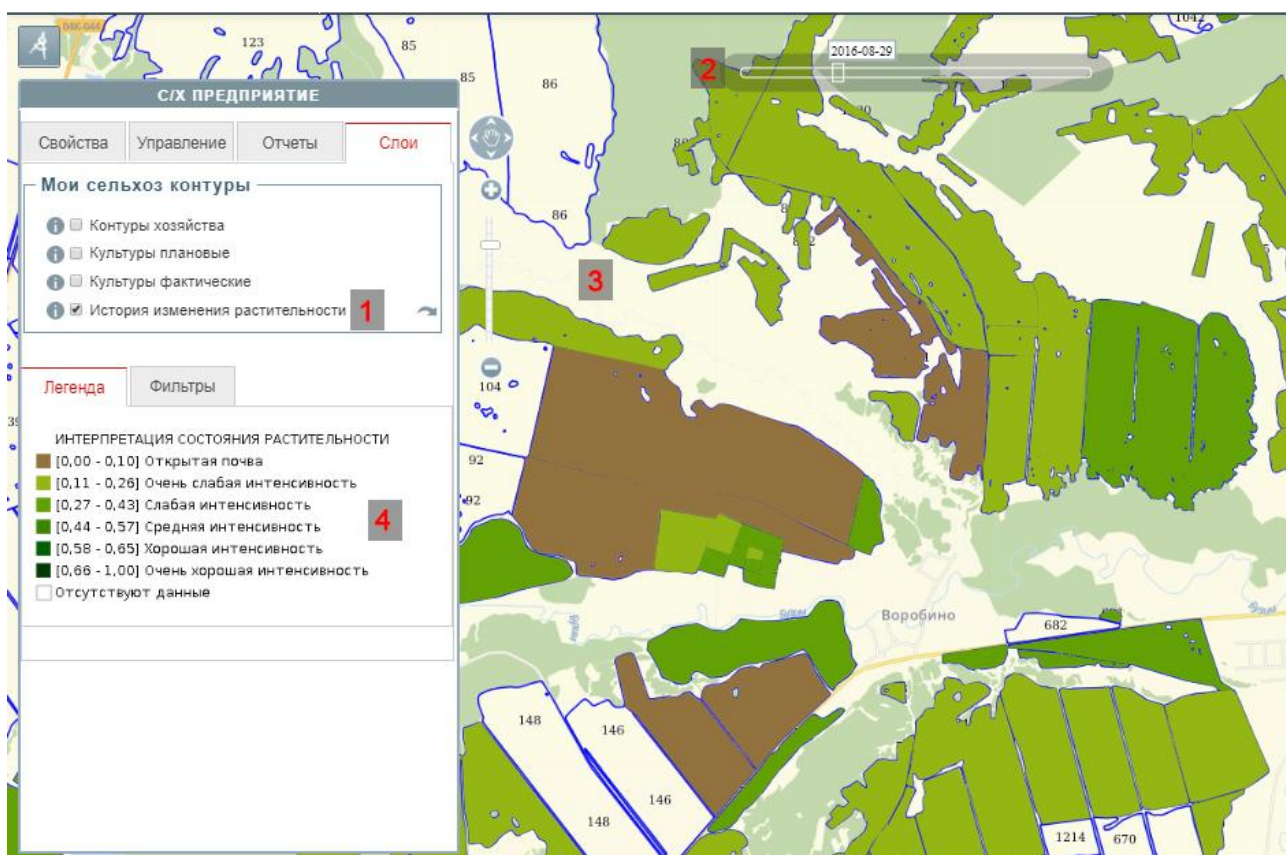 04К-044
123
85
1042
2016-08-29
2
85
86
86
С/Х ПРЕДПРИЯТИЕ
Свойства Управление Отчеты Слои
Мои сельхоз контуры
Контуры хозяйства
Культуры плановые
Культуры фактические
История изменения растительности
1
3
104
92
92
Легенда Фильтры
ИНТЕРПРЕТАЦИЯ СОСТОЯНИЯ РАСТИТЕЛЬНОСТИ
[0,00 - 0,10] Открытая почва
[0,11 - 0,26] Очень слабая интенсивность
[0,27 - 0,43] Слабая интенсивность
[0,44 - 0,57] Средняя интенсивность
[0,58 - 0,65] Хорошая интенсивность
[0,66 - 1,00] Очень хорошая интенсивность
Отсутствуют данные
4
Воробино
682
148
146
146
148
1214
670